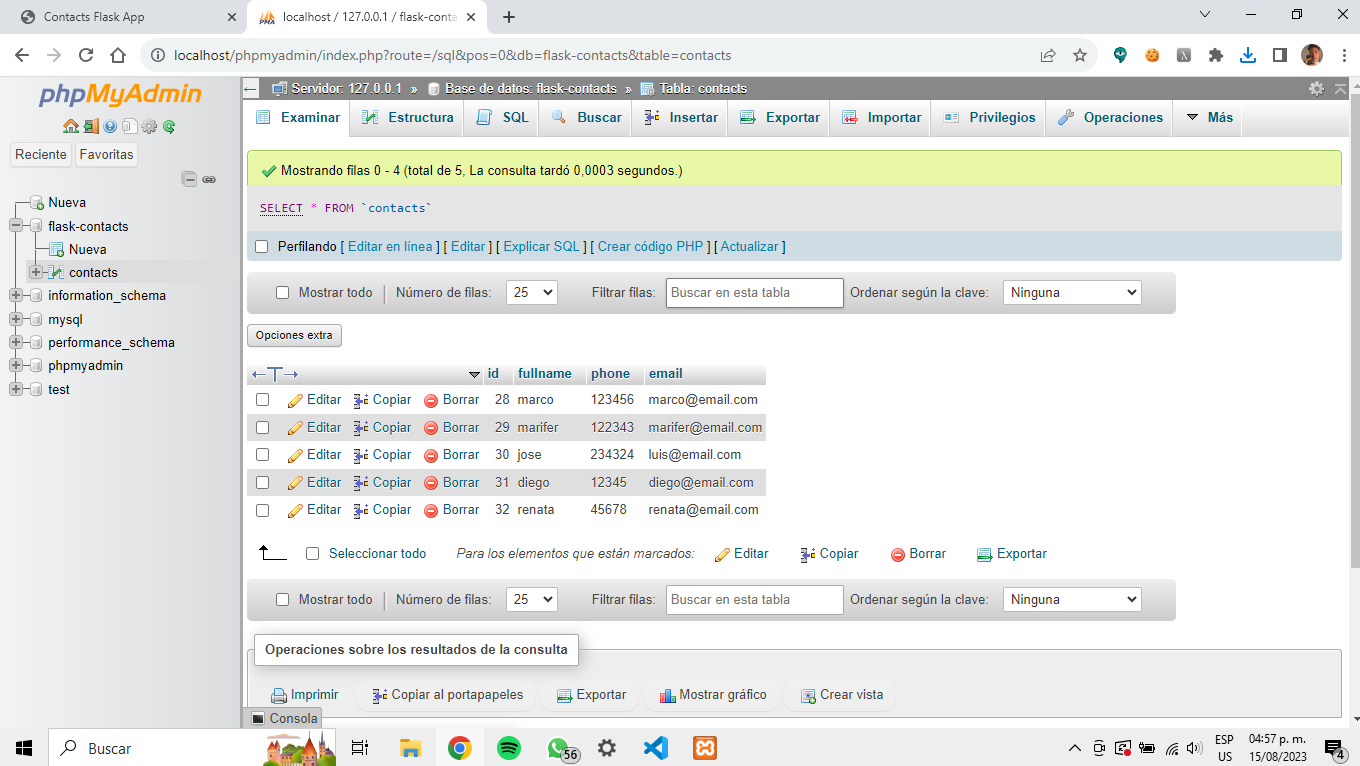 Contacts Flask App
localhost / 127.0.0.1 / flask-conta
localhost/phpmyadmin/index.php?route=/sql&pos=0&db=flask-contacts&table=contacts
phpMyAdmin
Reciente Favoritas
Nueva
flask-contacts
Nueva
contacts
information_schema
mysql
performance_schema
phpmyadmin
test
Servidor: 127.0.0.1 » Base de datos: flask-contacts » Tabla: contacts
Examinar Estructura SQL Buscar Insertar Exportar Importar Privilegios Operaciones Más
Mostrando filas 0 - 4 (total de 5, La consulta tardó 0,0003 segundos.)
SELECT * FROM `contacts`
Perfilando [ Editar en línea ] [ Editar ] [ Explicar SQL ] [ Crear código PHP ] [ Actualizar ]
Mostrar todo Número de filas: 25 Filtrar filas: Buscar en esta tabla Ordenar según la clave: Ninguna
Opciones extra
id fullname phone email
Editar Copiar Borrar 28 marco 123456 marco@email.com
Editar Copiar Borrar 29 marifer 122343 marifer@email.com
Editar Copiar Borrar 30 jose 234324 luis@email.com
Editar Copiar Borrar 31 diego 12345 diego@email.com
Editar Copiar Borrar 32 renata 45678 renata@email.com
Seleccionar todo Para los elementos que están marcados: Editar Copiar Borrar Exportar
Mostrar todo Número de filas: 25 Filtrar filas: Buscar en esta tabla Ordenar según la clave: Ninguna
Operaciones sobre los resultados de la consulta
Imprimir Copiar al portapapeles Exportar Mostrar gráfico Crear vista
Consola
Buscar
56
ESP
US
04:57 p. m.
15/08/2023
4